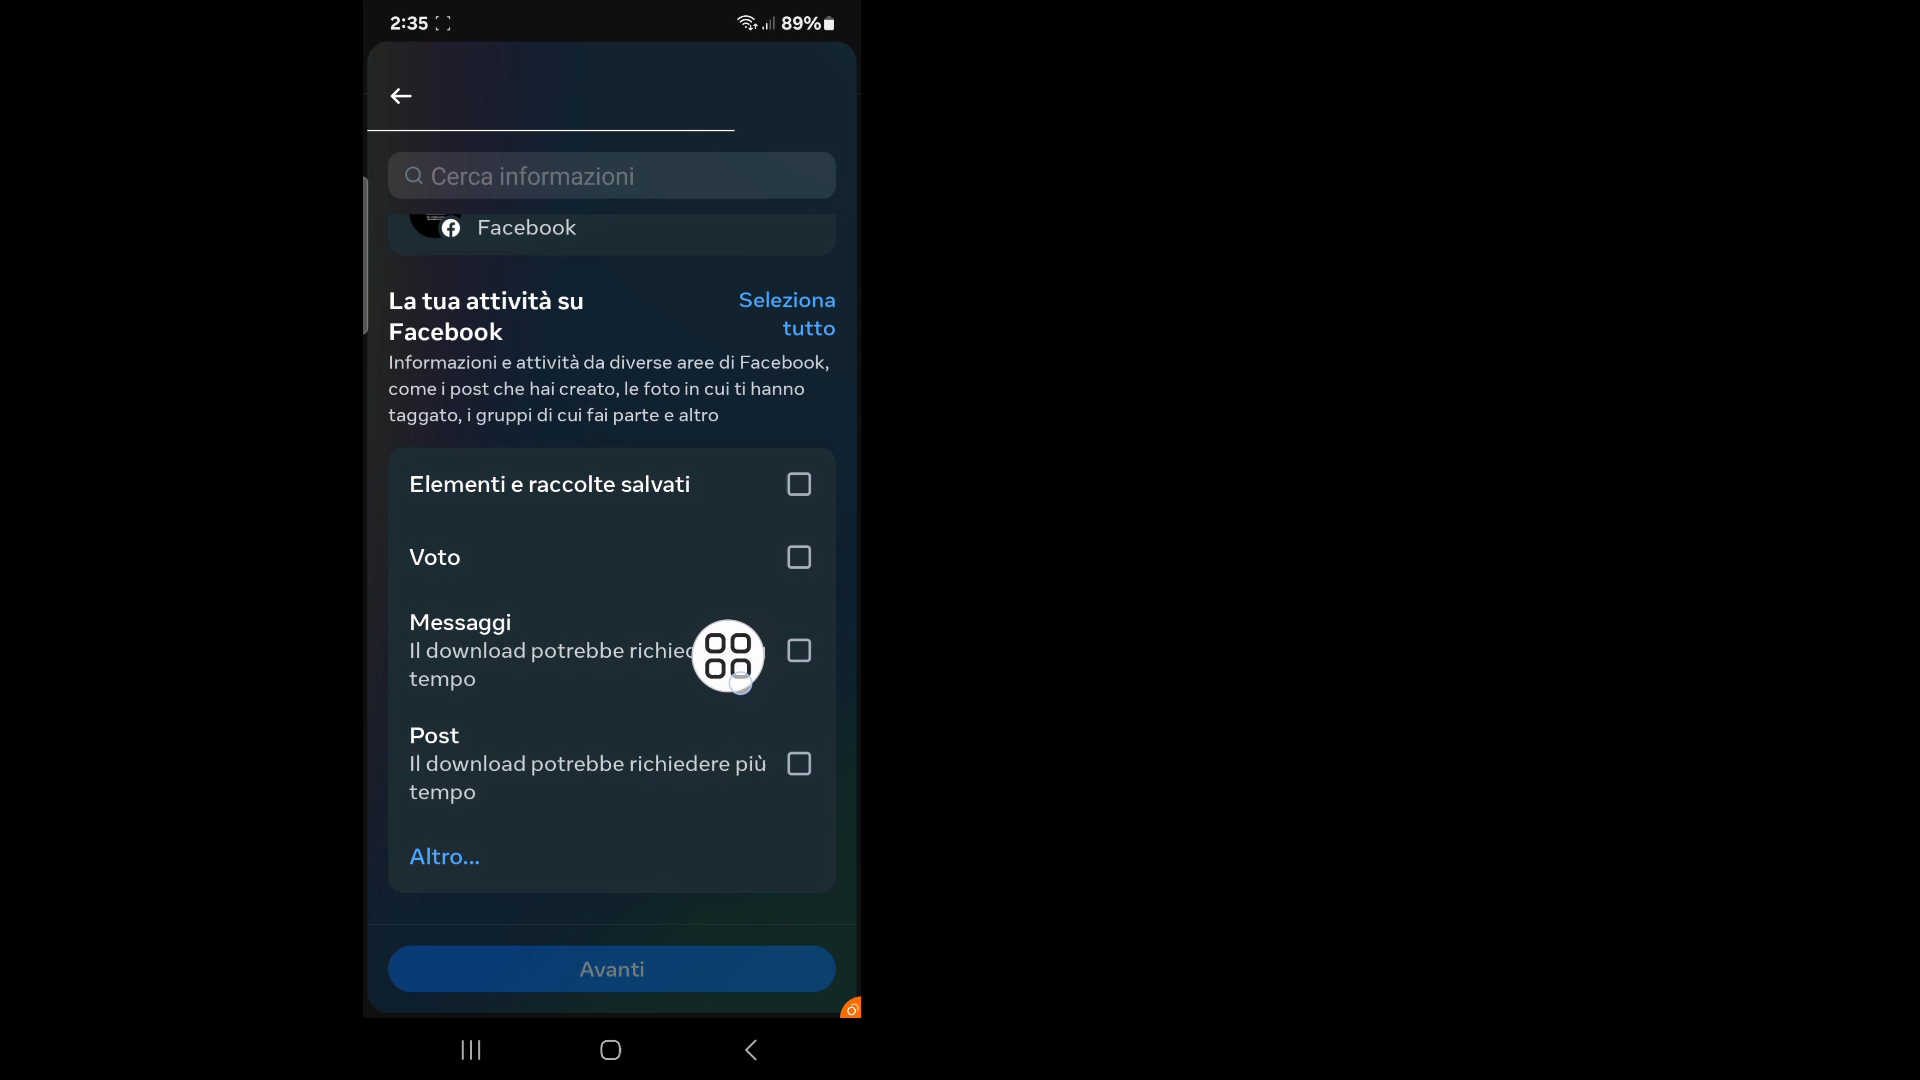 2:35
89%
Cerca informazioni
Facebook
La tua attività su
Facebook
Seleziona
tutto
Informazioni e attività da diverse aree di Facebook,
come i post che hai creato, le foto in cui ti hanno
taggato, i gruppi di cui fai parte e altro
Elementi e raccolte salvati
Voto
Messaggi
Il download potrebbe
tempo
Post
Il download potrebbe richiedere più
tempo
Altro...
Avanti